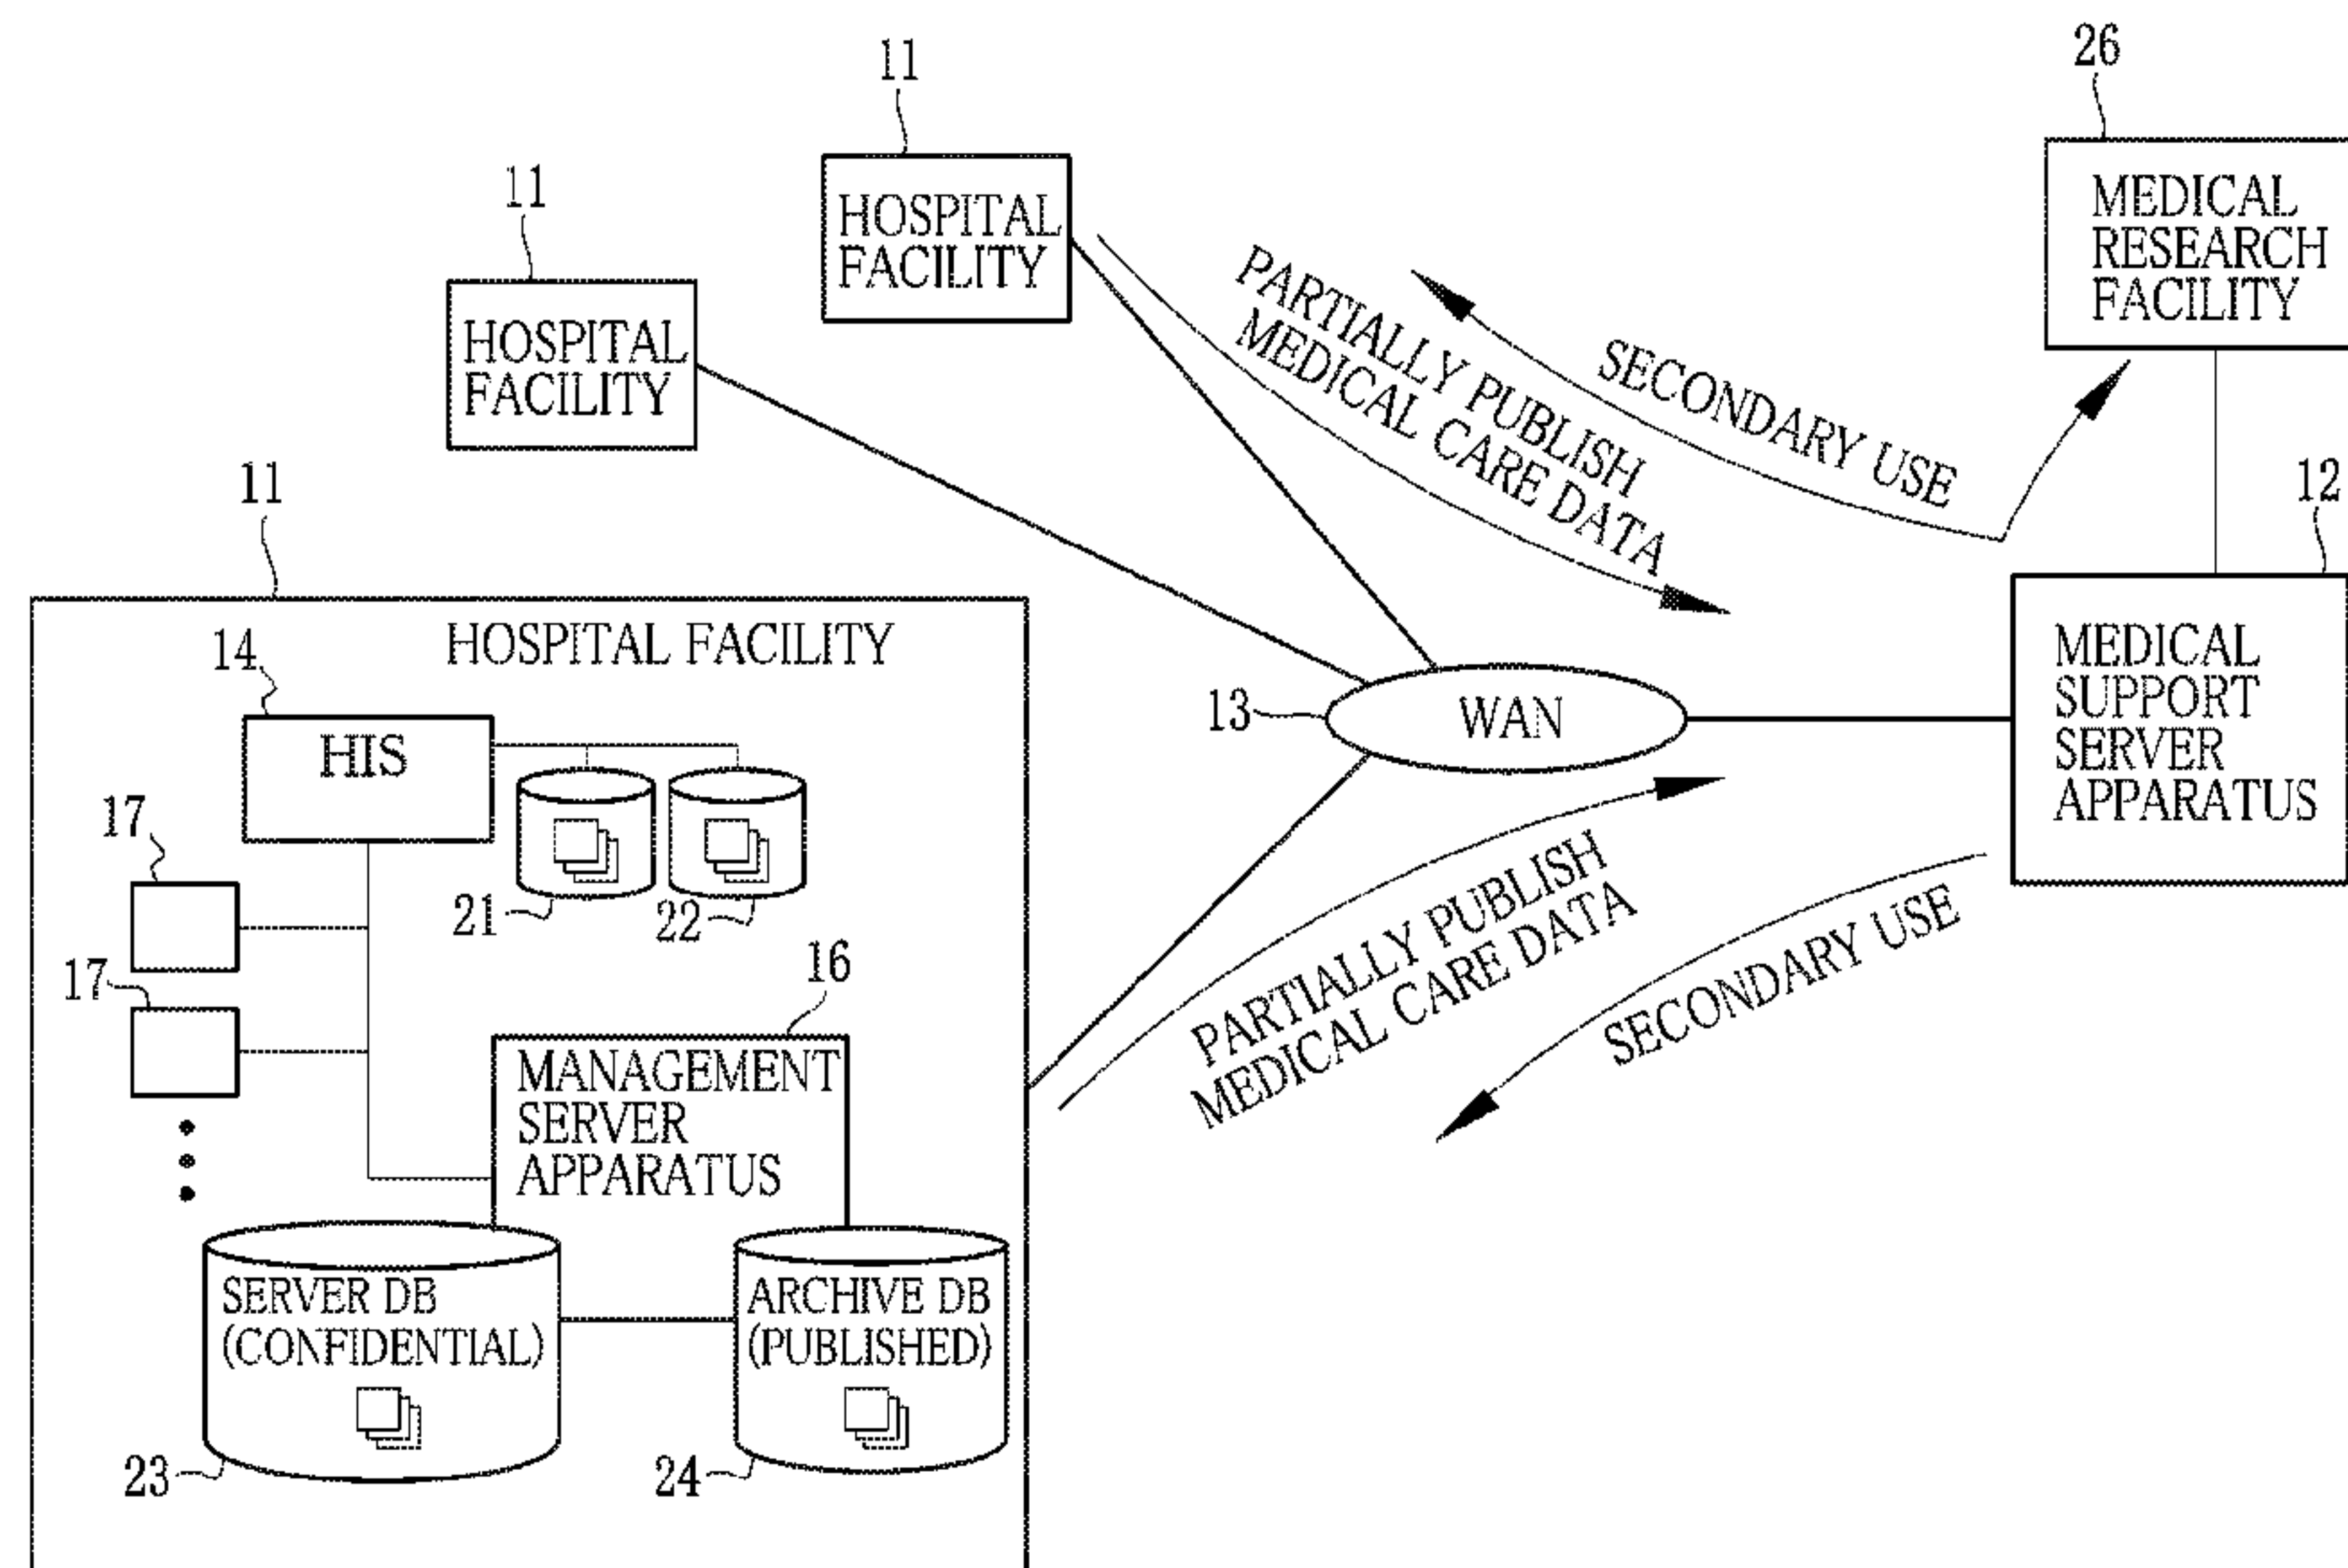 26
11
MEDICAL
RESEARCH
FACILITY
HOSPITAL
FACILITY
11
HOSPITAL
FACILITY
PARTIALLY PUBLISH
MEDICAL CARE DATA
SECONDARY USE
12
11
HOSPITAL FACILITY
14
HIS
13
WAN
MEDICAL
SUPPORT
SERVER
APPARATUS
17
21
22
17
16
PARTIALLY PUBLISH
MEDICAL CARE DATA
SECONDARY USE
MANAGEMENT
SERVER
APPARATUS
SERVER DB
(CONFIDENTIAL)
ARCHIVE DB
(PUBLISHED)
23
24